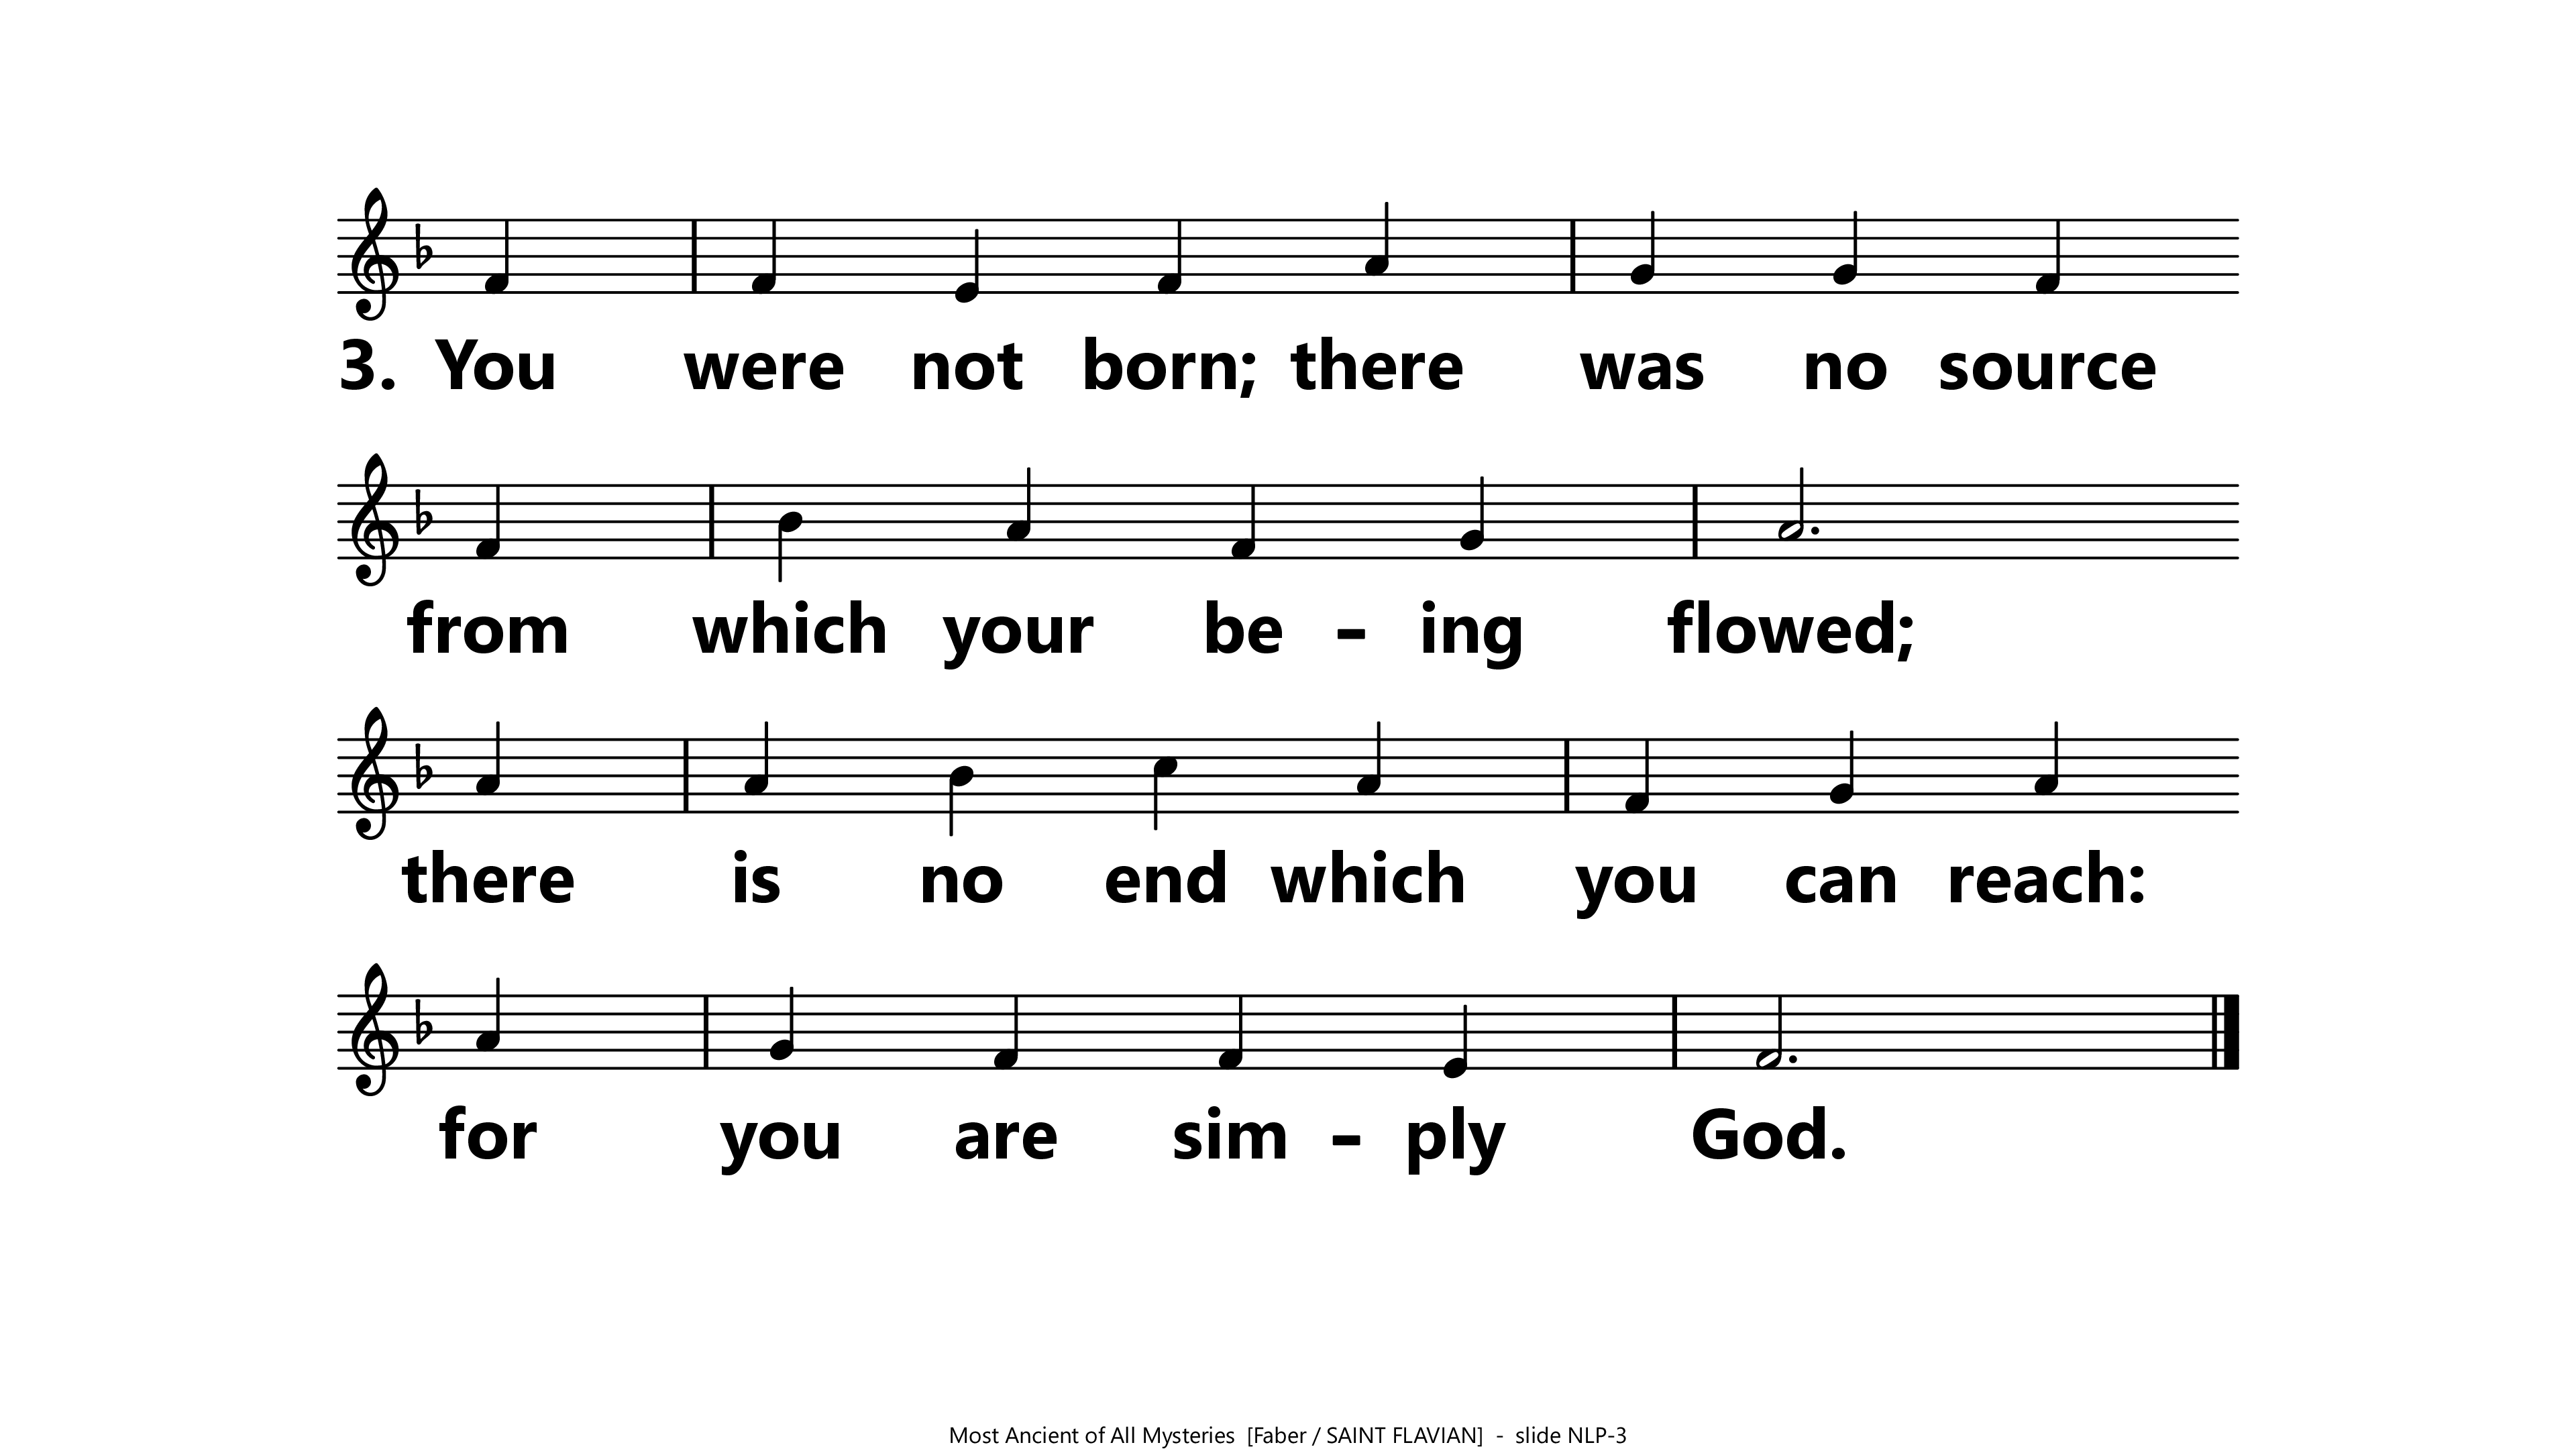 3. You were not born; there was no source
from which your be - ing flowed;
there is no end which you can reach:
for you are sim - ply God.
Most Ancient of All Mysteries [Faber / SAINT FLAVIAN] - slide NLP-3